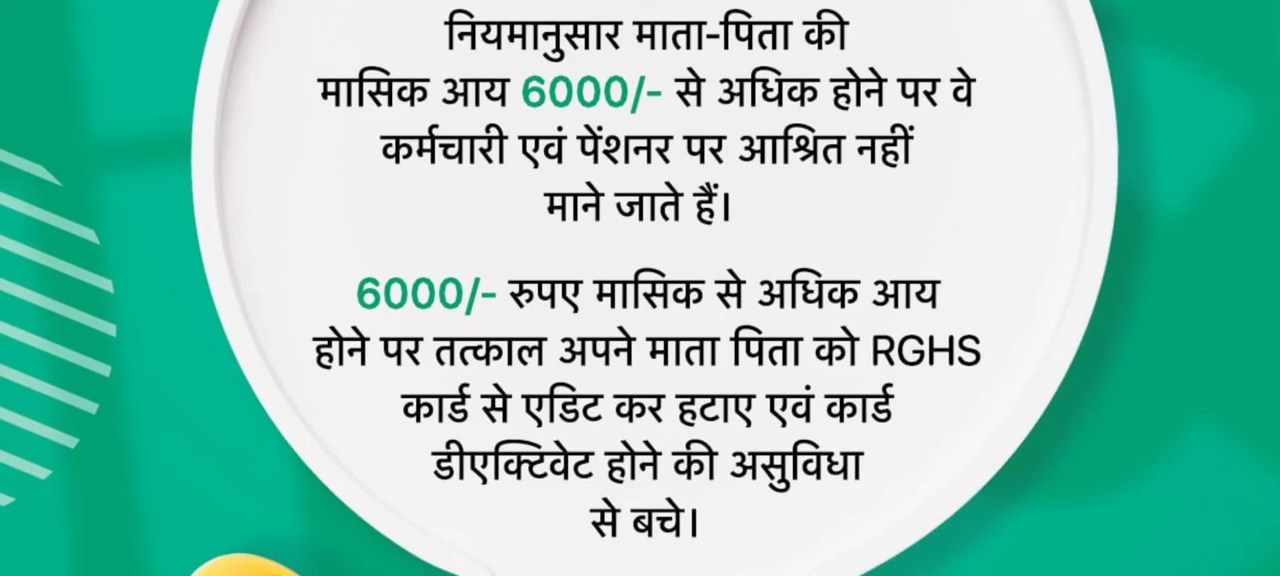 नियमानुसार माता-पिता की
मासिक आय 6000/- से अधिक होने पर वे
कर्मचारी एवं पेंशनर पर आश्रित नहीं
माने जाते हैं।
6000/- रुपए मासिक से अधिक आय
होने पर तत्काल अपने माता पिता को RGHS
कार्ड से एडिट कर हटाए एवं कार्ड
डीएक्टिवेट होने की असुविधा
से बचे।